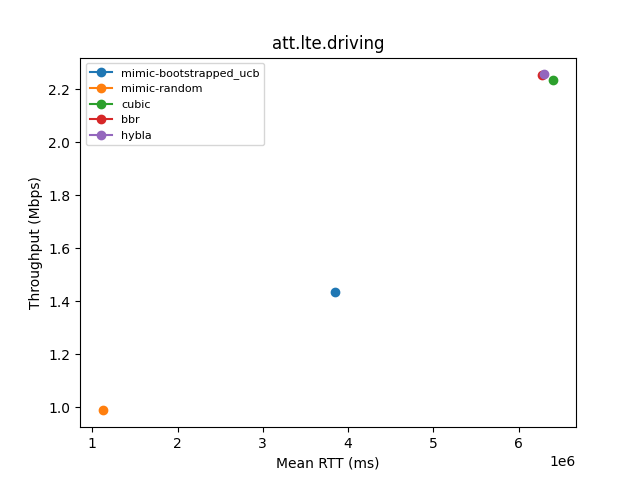 att.lte.driving
mimic-bootstrapped_ucb
mimic-random
cubic
bbr
hybla
Throughput (Mbps)
2.2
2.0
1.8
1.6
1.4
1.2
1.0
1 2 3 4 5 6
1e6
Mean RTT (ms)